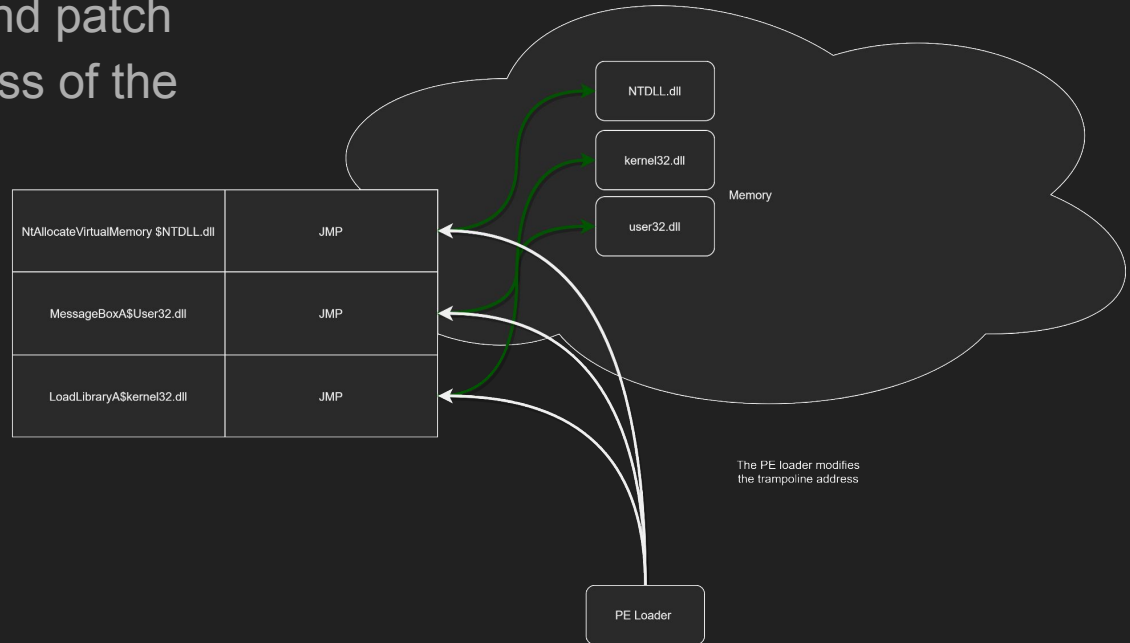 nd patch
ss of the
NTDLL.dll
kernel32.dll
Memory
user32.dll
NtAllocateVirtualMemory $NTDLL.dll
JMP
MessageBoxA$User32.dll
JMP
LoadLibraryA$kernel32.dll
JMP
The PE loader modifies
the trampoline address
PE Loader